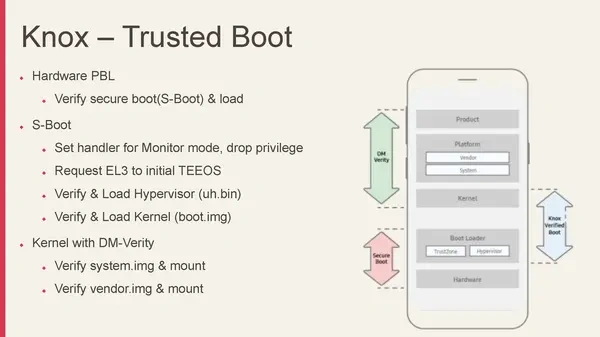 Knox – Trusted Boot
Hardware PBL
Verify secure boot(S-Boot) & load
S-Boot
Set handler for Monitor mode, drop privilege
Request EL3 to initial TEEOS
Verify & Load Hypervisor (uh.bin)
Verify & Load Kernel (boot.img)
Kernel with DM-Verity
Verify system.img & mount
Verify vendor.img & mount
Product
Platform
Vendor
System
DM
Verity
Kernel
Knox
Verified
Boot
Boot Loader
TrustZone
Hypervisor
Secure
Boot
Hardware